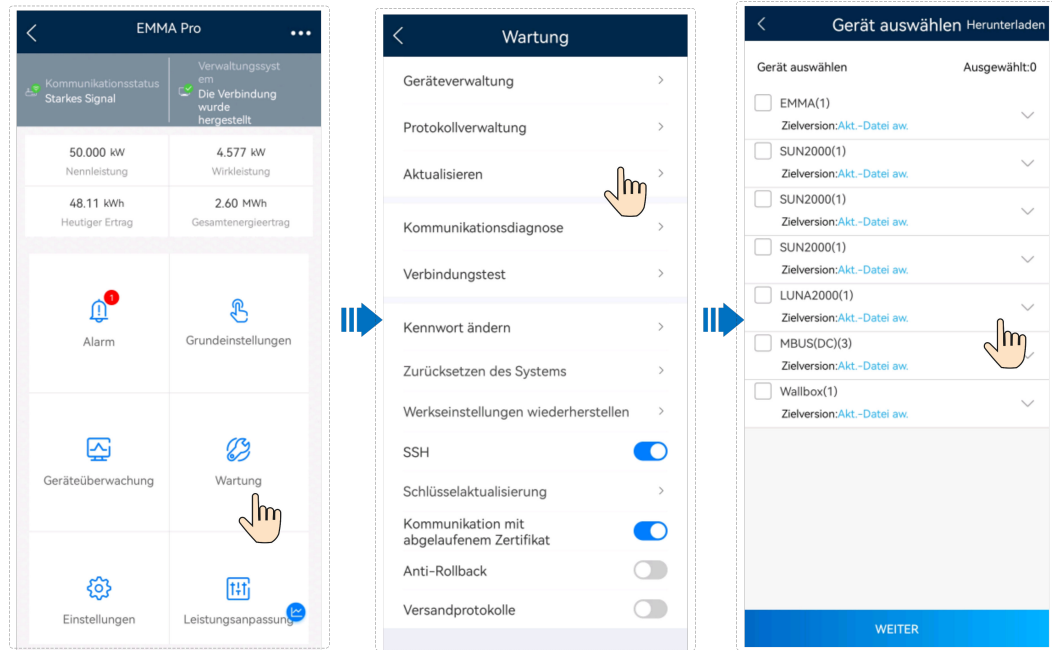 EMMA Pro
Kommunikationsstatus
Starkes Signal
Verwaltungssyst
em
Die Verbindung
wurde
hergestellt
50.000 kW
Nennleistung
4.577 kW
Wirkleistung
48.11 kWh
Heutiger Ertrag
2.60 MWh
Gesamtenergieertrag
1
Alarm
Grundeinstellungen
Geräteüberwachung
Wartung
Einstellungen
Leistungsanpassung
Wartung
Geräteverwaltung
Protokollverwaltung
Aktualisieren
Kommunikationsdiagnose
Verbindungstest
Kennwort ändern
Zurücksetzen des Systems
Werkseinstellungen wiederherstellen
SSH
Schlüsselaktualisierung
Kommunikation mit
abgelaufenem Zertifikat
Anti-Rollback
Versandprotokolle
Gerät auswählen Herunterladen
Gerät auswählen Ausgewählt:0
EMMA(1)
Zielversion:Akt.-Datei aw.
SUN2000(1)
Zielversion:Akt.-Datei aw.
SUN2000(1)
Zielversion:Akt.-Datei aw.
SUN2000(1)
Zielversion:Akt.-Datei aw.
LUNA2000(1)
Zielversion:Akt.-Datei aw.
MBUS(DC)(3)
Zielversion:Akt.-Datei aw.
Wallbox(1)
Zielversion:Akt.-Datei aw.
WEITER